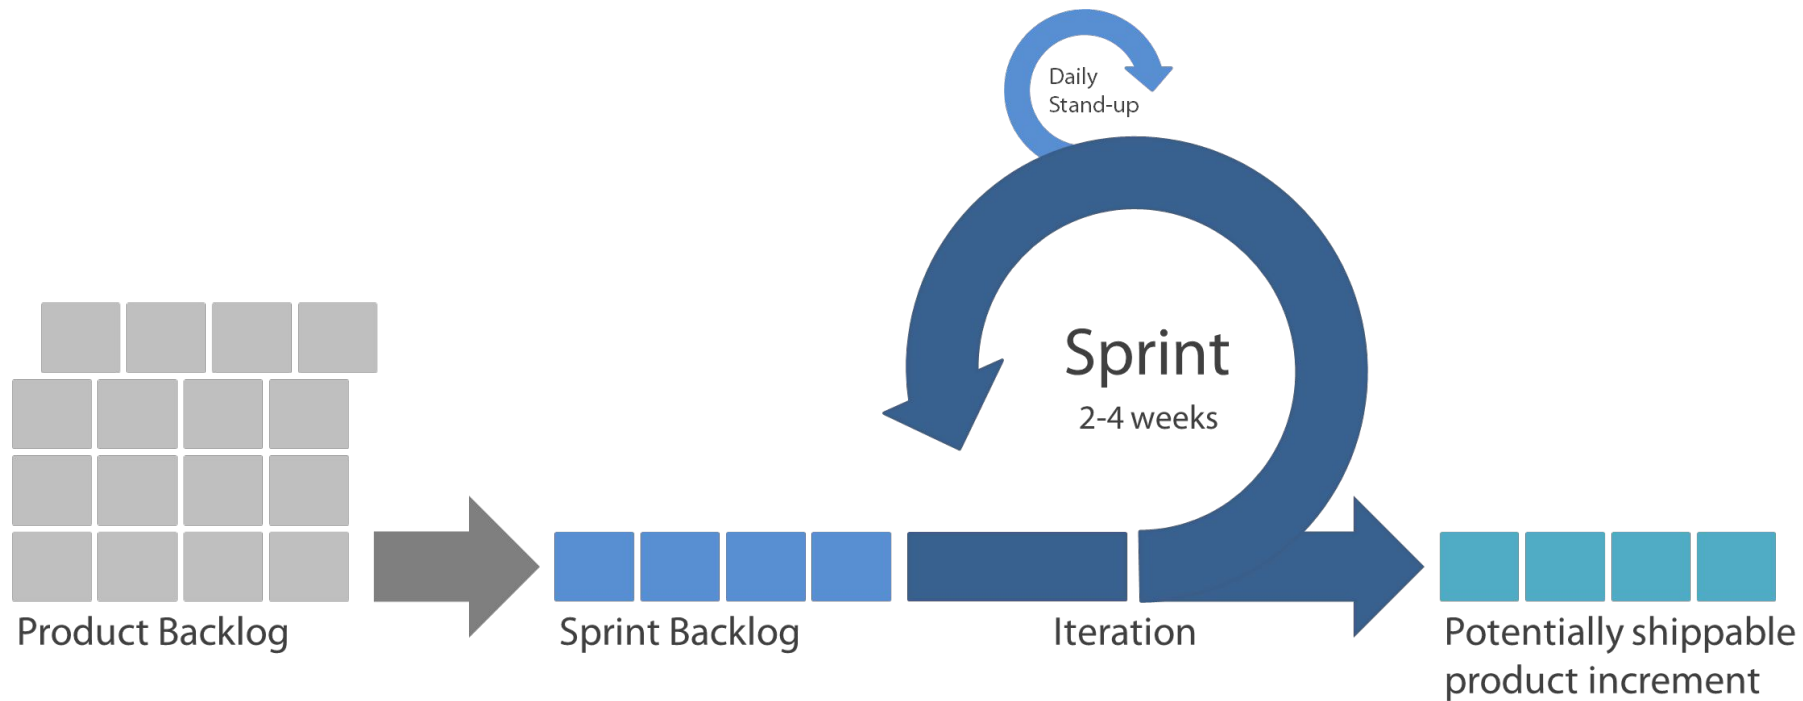 Daily
Stand-up
Sprint
2-4 weeks
Product Backlog
Sprint Backlog
Iteration
Potentially shippable
product increment